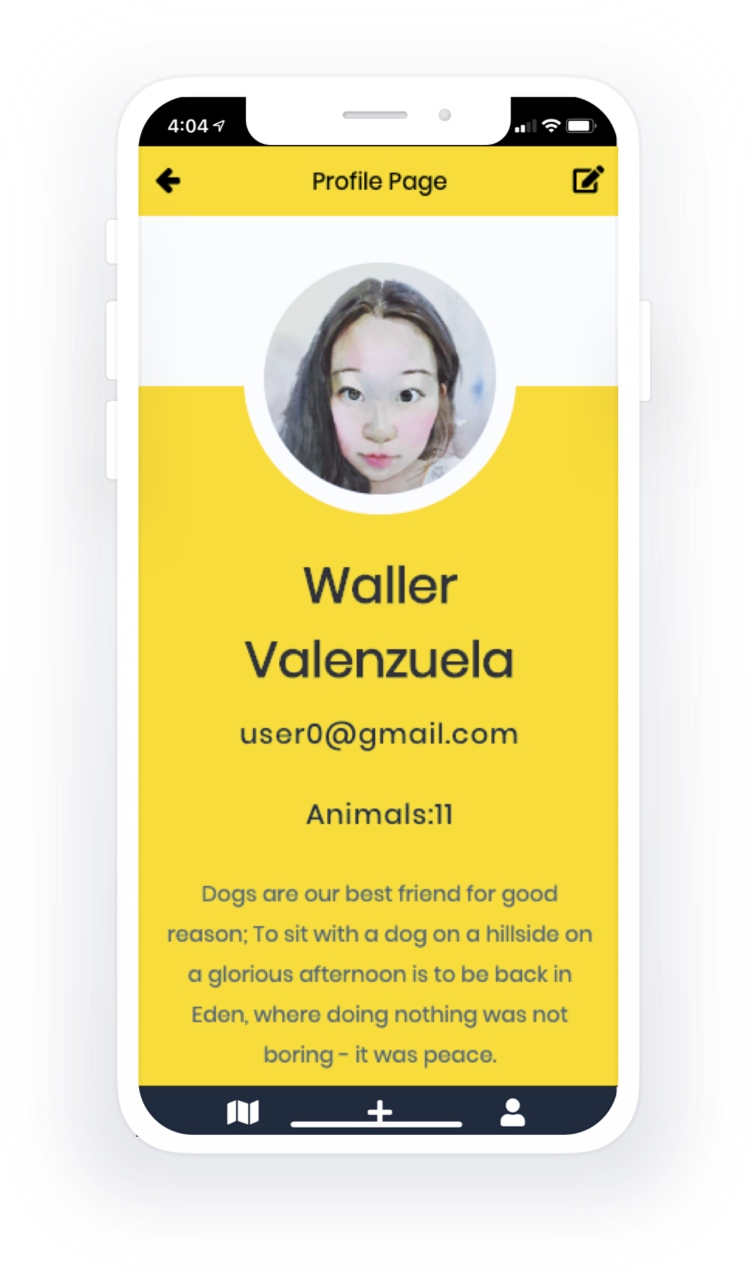 4:04
Profile Page
Waller
Valenzuela
user0@gmail.com
Animals:11
Dogs are our best friend for good
reason; To sit with a dog on a hillside on
a glorious afternoon is to be back in
Eden, where doing nothing was not
boring - it was peace.